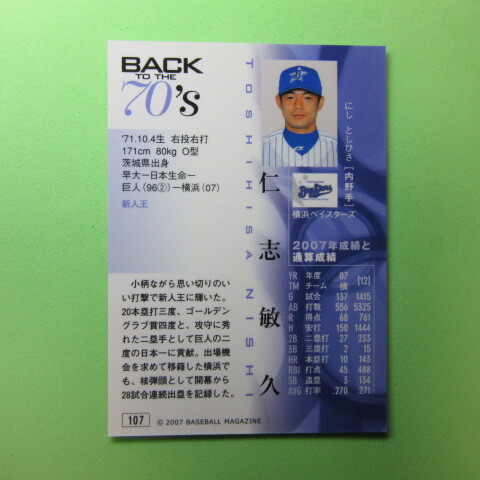 BACK
TO THE
70's
'71.10.4生 右投右打
171cm 80kg O型
茨城県出身
早大ー日本生命ー
巨人（96②）ー横浜（07）
新人王
小柄ながら思い切りのい
い打撃で新人王に輝いた。
20本塁打三度、ゴールデン
グラブ賞四度と、攻守に秀
れた二塁手として巨人の二
度の日本一に貢献。出場機
会を求めて移籍した横浜で
も、核弾頭として開幕から
28試合連続出塁を記録した。
TOSHIHISA NISHI
仁志敏久
にし としひさ［内野手］
横浜ベイスターズ
2007年成績と
通算成績
YR 年度 07 [12]
TM チーム 横
G 試合 137 1415
AB 打数 556 5325
R 得点 68 761
H 安打 150 1444
2B 二塁打 27 233
3B 三塁打 2 15
HR 本塁打 10 143
RBI 打点 45 488
SB 盗塁 3 134
AVG 打率 .270 .271
107
© 2007 BASEBALL MAGAZINE